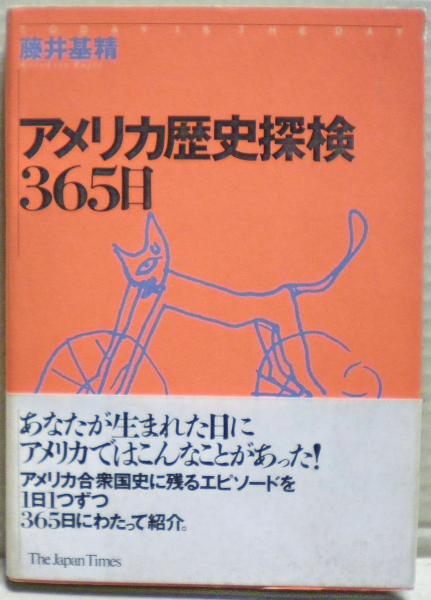 TODAY IS THE DAY
藤井基精
アメリカ歴史探検
365日
あなたが生まれた日に
アメリカではこんなことがあった!
アメリカ合衆国史に残るエピソードを
1日1つずつ
365日にわたって紹介。
The Japan Times